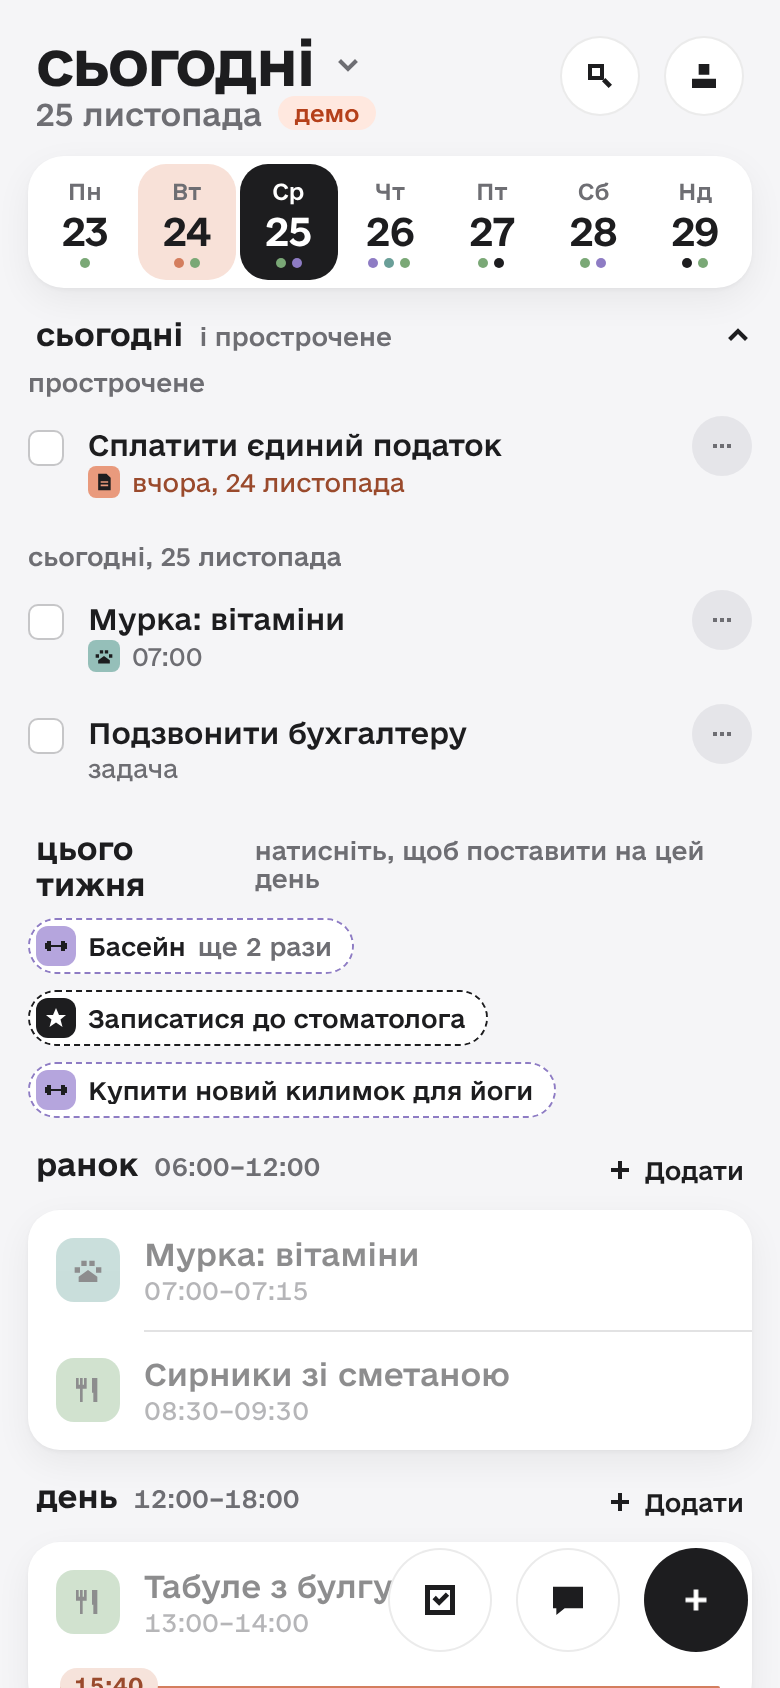 сьогодні
25 листопада демо
Пн Вт Ср Чт Пт Сб Нд
23 24 25 26 27 28 29
сьогодні і прострочене
прострочене
Сплатити єдиний податок
вчора, 24 листопада
сьогодні, 25 листопада
Мурка: вітаміни
07:00
Подзвонити бухгалтеру
задача
цього тижня
натисніть, щоб поставити на цей день
Басейн ще 2 рази
Записатися до стоматолога
Купити новий килимок для йоги
ранок 06:00–12:00 + Додати
Мурка: вітаміни
07:00–07:15
Сирники зі сметаною
08:30–09:30
день 12:00–18:00 + Додати
Табуле з булгу
13:00–14:00
15:40